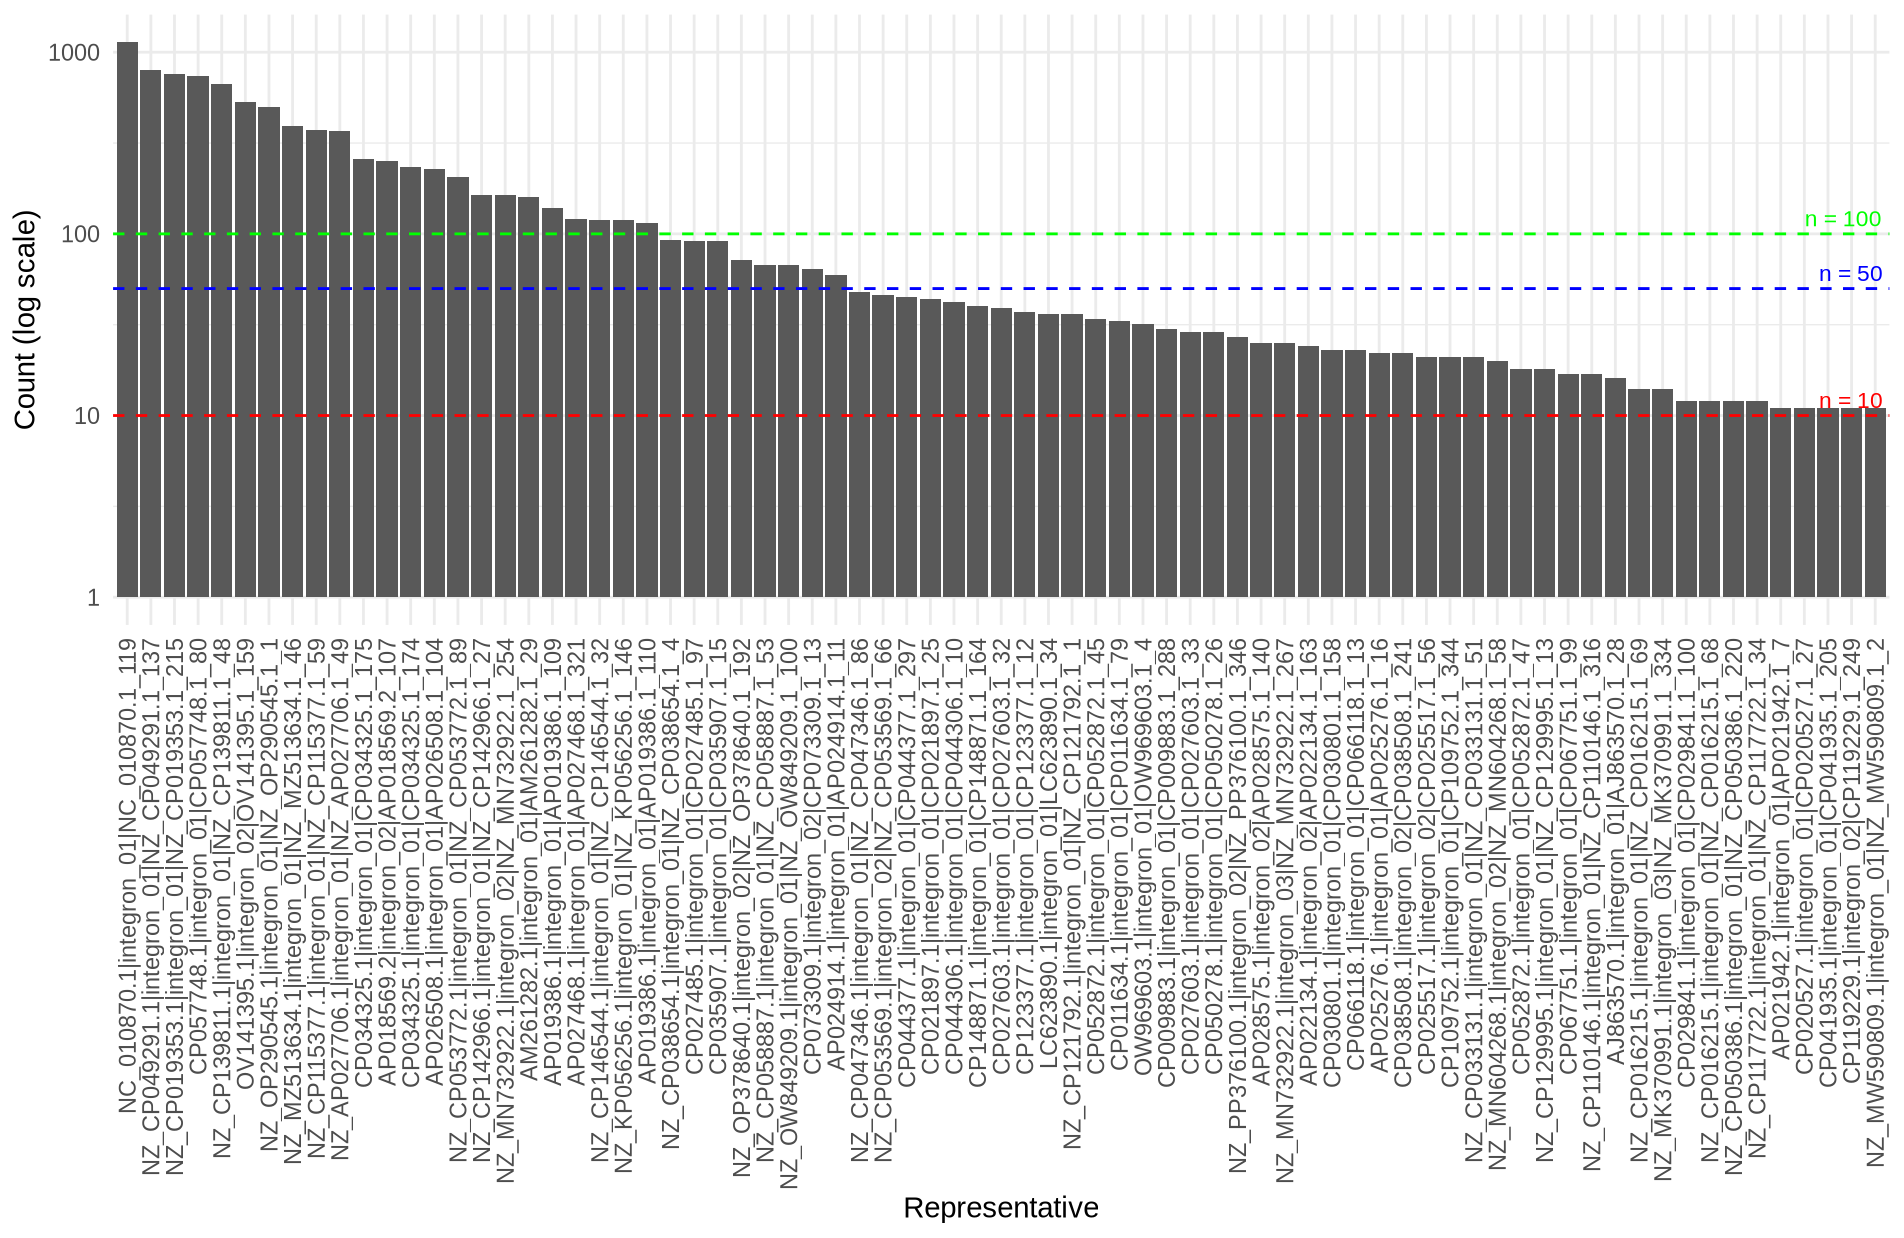 1000
100
10
1
Count (log scale)
n = 100
n = 50
n = 10
NC_010870.1|integron_01|NC_010870.1_119
NZ_CP049291.1|integron_01|NZ_CP049291.1_137
NZ_CP019353.1|integron_01|NZ_CP019353.1_215
CP057748.1|integron_01|CP057748.1_80
NZ_CP139811.1|integron_01|NZ_CP139811.1_48
OV141395.1|integron_02|OV141395.1_159
NZ_OP290545.1|integron_01|NZ_OP290545.1_1
NZ_MZ513634.1|integron_01|NZ_MZ513634.1_46
NZ_CP115377.1|integron_01|NZ_CP115377.1_59
NZ_AP027706.1|integron_01|NZ_AP027706.1_49
CP034325.1|integron_01|CP034325.1_175
AP018569.2|integron_02|AP018569.2_107
CP034325.1|integron_01|CP034325.1_174
AP026508.1|integron_01|AP026508.1_104
NZ_CP053772.1|integron_01|NZ_CP053772.1_89
NZ_CP142966.1|integron_01|NZ_CP142966.1_27
NZ_MN732922.1|integron_02|NZ_MN732922.1_254
AM261282.1|integron_01|AM261282.1_29
AP019386.1|integron_01|AP019386.1_109
AP027468.1|integron_01|AP027468.1_321
NZ_CP146544.1|integron_01|NZ_CP146544.1_32
NZ_KP056256.1|integron_01|NZ_KP056256.1_146
AP019386.1|integron_01|AP019386.1_110
NZ_CP038654.1|integron_01|NZ_CP038654.1_4
CP027485.1|integron_01|CP027485.1_97
CP035907.1|integron_01|CP035907.1_15
NZ_OP378640.1|integron_02|NZ_OP378640.1_192
NZ_CP058887.1|integron_01|NZ_CP058887.1_53
NZ_OW849209.1|integron_01|NZ_OW849209.1_100
CP073309.1|integron_02|CP073309.1_13
AP024914.1|integron_01|AP024914.1_11
NZ_CP047346.1|integron_01|NZ_CP047346.1_86
NZ_CP053569.1|integron_02|NZ_CP053569.1_66
CP044377.1|integron_01|CP044377.1_297
CP021897.1|integron_01|CP021897.1_25
CP044306.1|integron_01|CP044306.1_10
CP148871.1|integron_01|CP148871.1_164
CP027603.1|integron_01|CP027603.1_32
CP123377.1|integron_01|CP123377.1_12
LC623890.1|integron_01|LC623890.1_34
NZ_CP121792.1|integron_01|NZ_CP121792.1_1
CP052872.1|integron_01|CP052872.1_45
CP011634.1|integron_01|CP011634.1_79
OW969603.1|integron_01|OW969603.1_4
CP009883.1|integron_01|CP009883.1_288
CP027603.1|integron_01|CP027603.1_33
CP050278.1|integron_01|CP050278.1_26
NZ_PP376100.1|integron_02|NZ_PP376100.1_346
AP028575.1|integron_02|AP028575.1_140
NZ_MN732922.1|integron_03|NZ_MN732922.1_267
AP022134.1|integron_02|AP022134.1_163
CP030801.1|integron_01|CP030801.1_158
CP066118.1|integron_01|CP066118.1_13
AP025276.1|integron_01|AP025276.1_16
CP038508.1|integron_02|CP038508.1_241
CP025517.1|integron_02|CP025517.1_56
CP109752.1|integron_01|CP109752.1_344
NZ_CP033131.1|integron_01|NZ_CP033131.1_51
NZ_MN604268.1|integron_02|NZ_MN604268.1_58
CP052872.1|integron_01|CP052872.1_47
NZ_CP129995.1|integron_01|NZ_CP129995.1_13
CP067751.1|integron_01|CP067751.1_99
NZ_CP110146.1|integron_01|NZ_CP110146.1_316
AJ863570.1|integron_01|AJ863570.1_28
NZ_CP016215.1|integron_01|NZ_CP016215.1_69
NZ_MK370991.1|integron_03|NZ_MK370991.1_334
CP029841.1|integron_01|CP029841.1_100
NZ_CP016215.1|integron_01|NZ_CP016215.1_68
NZ_CP050386.1|integron_01|NZ_CP050386.1_220
NZ_CP117722.1|integron_01|NZ_CP117722.1_34
AP021942.1|integron_01|AP021942.1_7
CP020527.1|integron_01|CP020527.1_27
CP041935.1|integron_01|CP041935.1_205
CP119229.1|integron_02|CP119229.1_249
NZ_MW590809.1|integron_01|NZ_MW590809.1_2
Representative